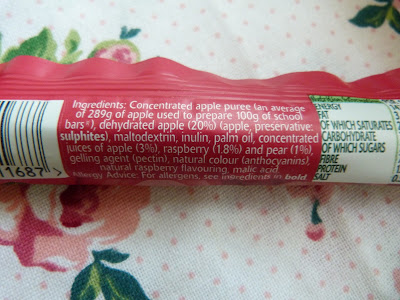 Ingredients: Concentrated apple puree (an average
of 289g of apple used to prepare 100g of school
bars*), dehydrated apple (20%) (apple, preservative:
sulphites), maltodextrin, inulin, palm oil, concentrated
juices of apple (3%), raspberry (1.8%) and pear (1%)
gelling agent (pectin), natural colour (anthocyanins),
natural raspberry flavouring, malic acid.
Allergy Advice: For allergens, see ingredients in bold
11687
ENERGY
FAT
OF WHICH SATURATES
CARBOHYDRATE
OF WHICH SUGARS
FIBRE
PROTEIN
SALT